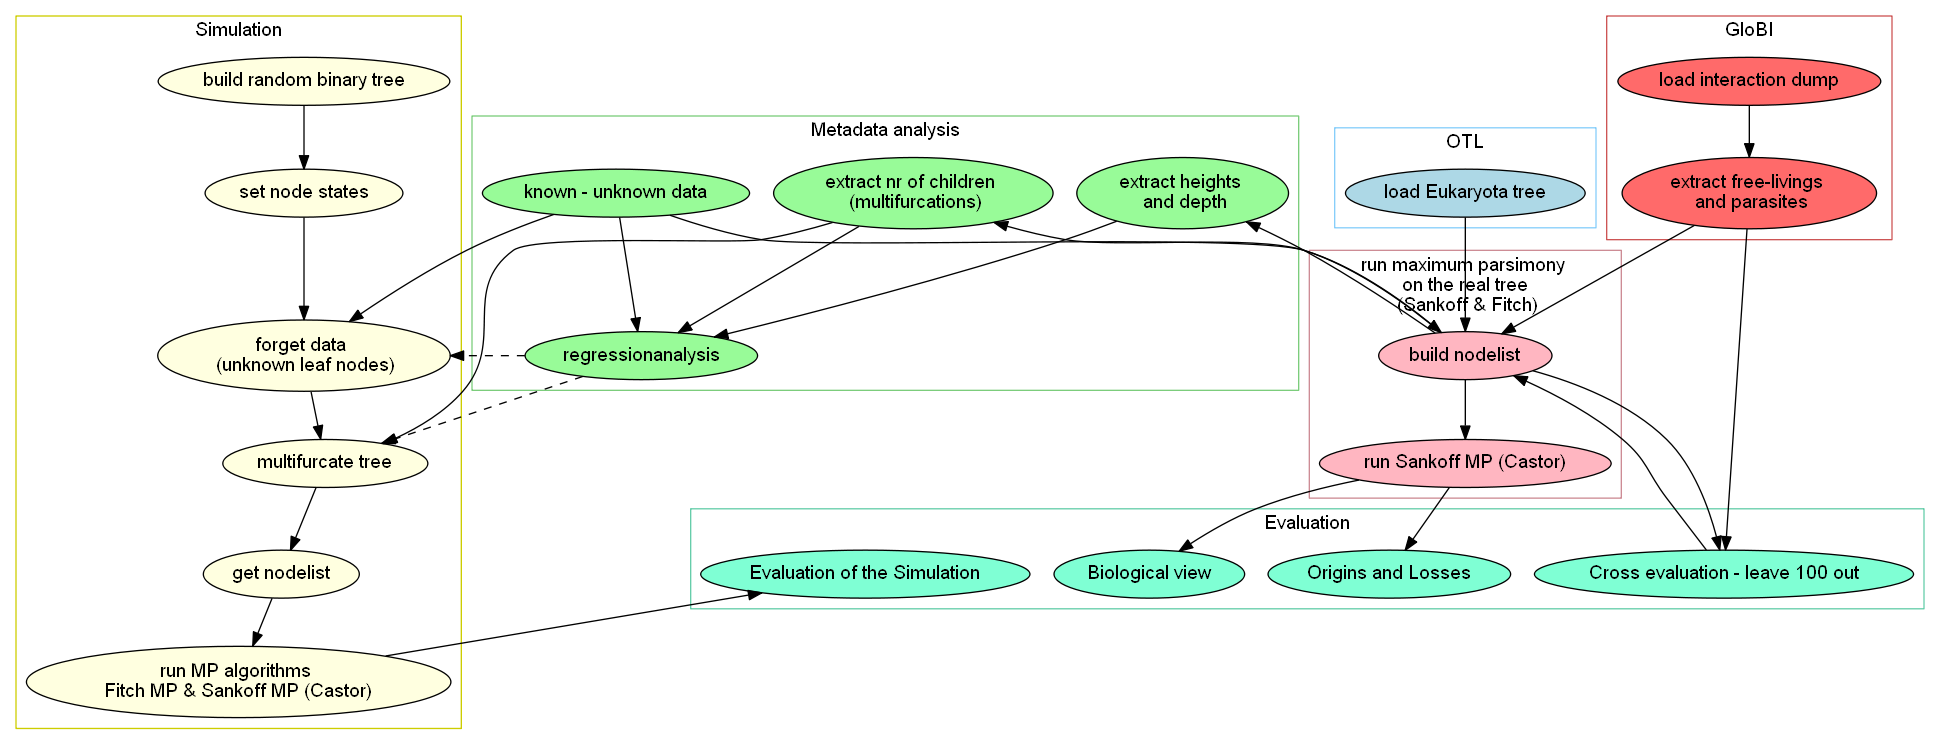 Simulation
build random binary tree
set node states
forget data
(unknown leaf nodes)
multifurcate tree
get nodelist
run MP algorithms
Fitch MP & Sankoff MP (Castor)
Metadata analysis
known - unknown data
extract nr of children
(multifurcations)
extract heights
and depth
regressionanalysis
OTL
load Eukaryota tree
GloBI
load interaction dump
extract free-livings
and parasites
run maximum parsimony
on the real tree
(Sankoff & Fitch)
build nodelist
run Sankoff MP (Castor)
Evaluation
Evaluation of the Simulation
Biological view
Origins and Losses
Cross evaluation - leave 100 out